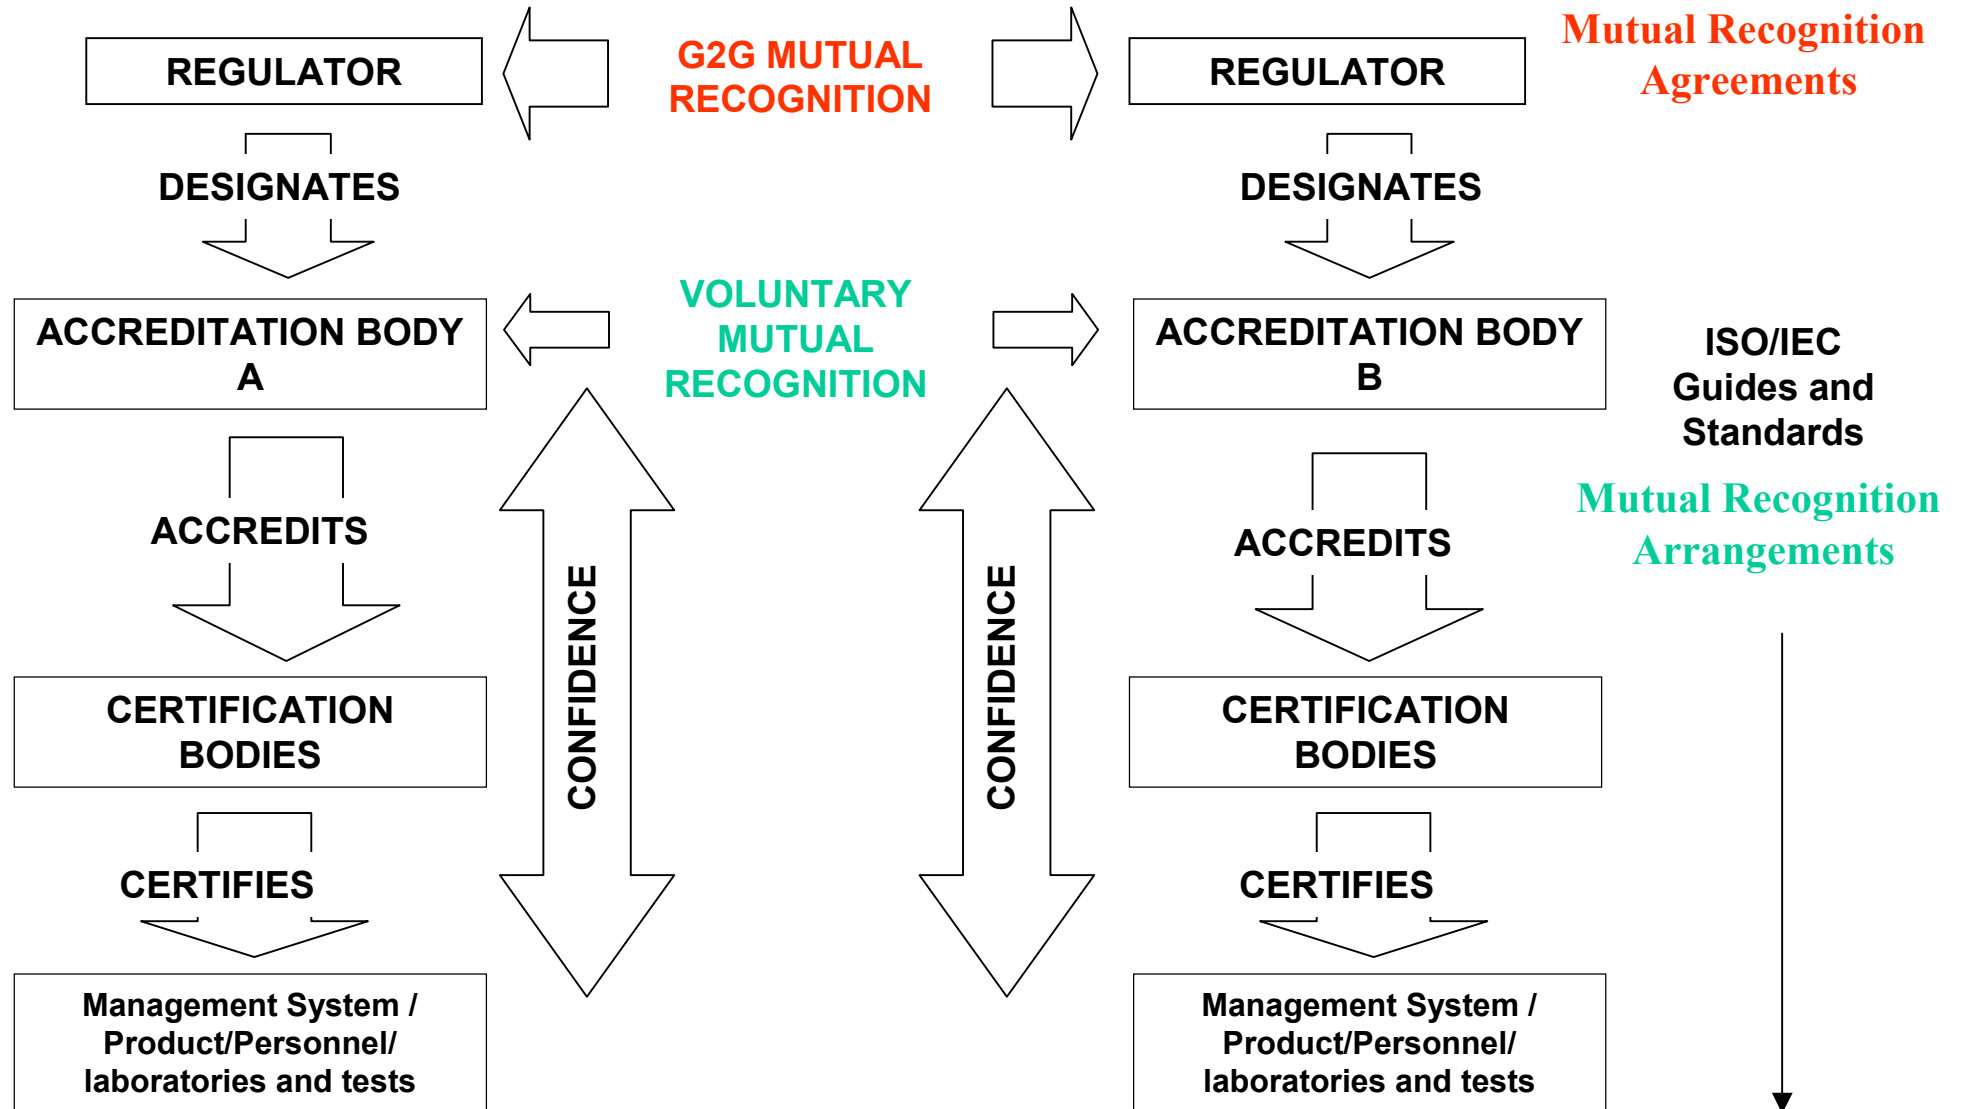 REGULATOR
G2G MUTUAL
RECOGNITION
REGULATOR
Mutual Recognition
Agreements
DESIGNATES
DESIGNATES
ACCREDITATION BODY
A
VOLUNTARY
MUTUAL
RECOGNITION
ACCREDITATION BODY
B
ISO/IEC
Guides and
Standards
Mutual Recognition
Arrangements
ACCREDITS
CONFIDENCE
CONFIDENCE
ACCREDITS
CERTIFICATION
BODIES
CERTIFICATION
BODIES
CERTIFIES
CERTIFIES
Management System /
Product/Personnel/
laboratories and tests
Management System /
Product/Personnel/
laboratories and tests